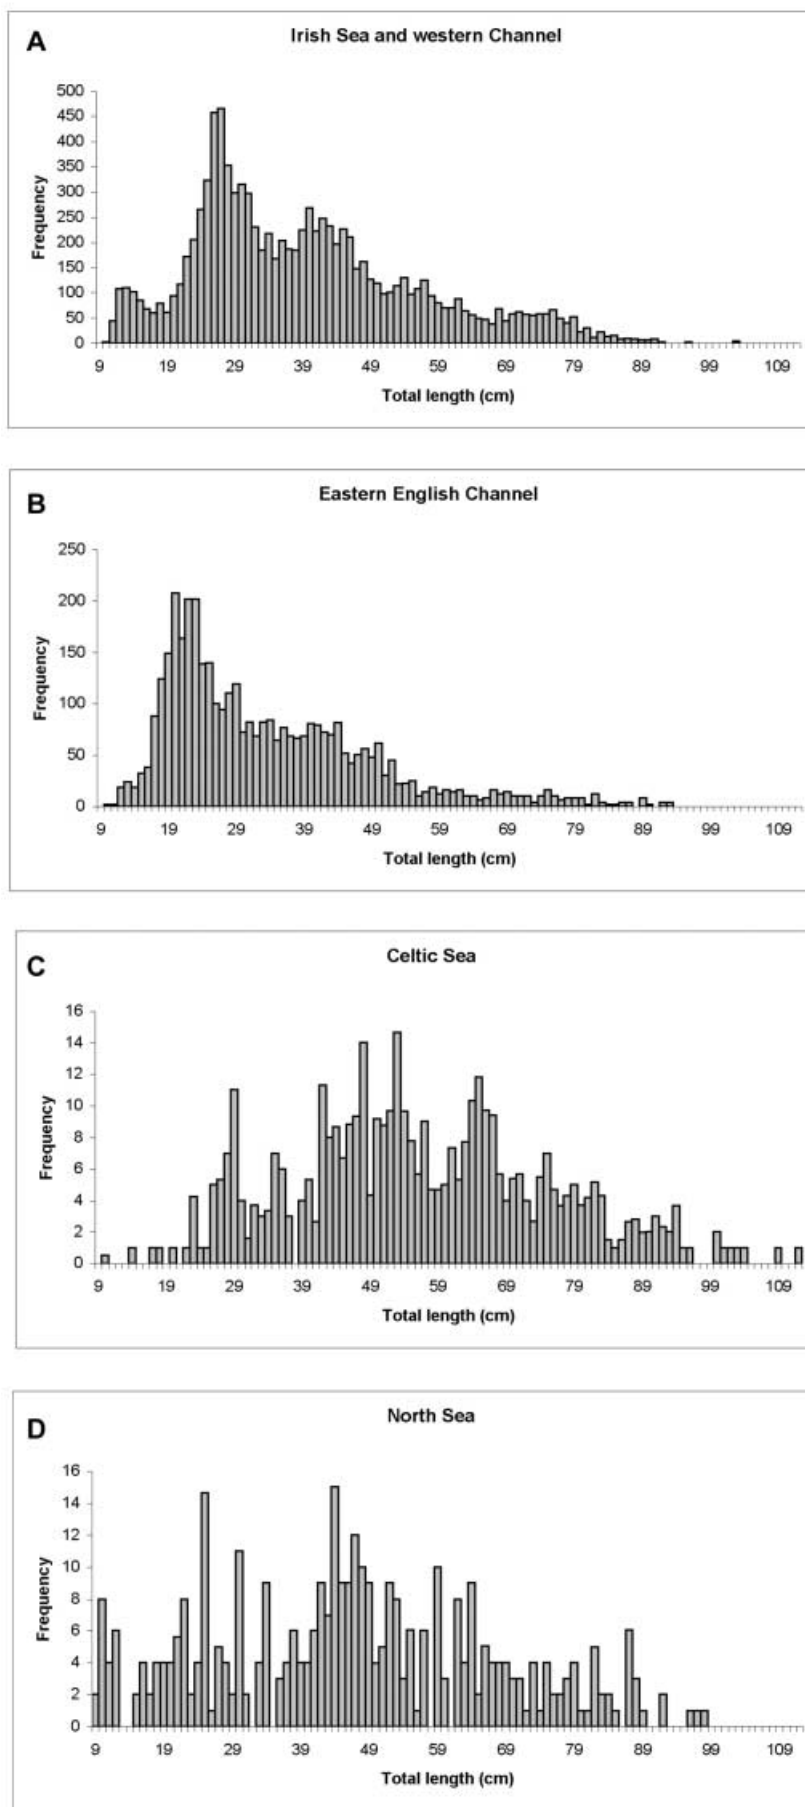 A
Irish Sea and western Channel
500
450
400
350
300
250
200
150
100
50
0
Frequency
9 19 29 39 49 59 69 79 89 99 109
Total length (cm)
B
Eastern English Channel
250
200
150
100
50
0
Frequency
9 19 29 39 49 59 69 79 89 99 109
Total length (cm)
C
Celtic Sea
16
14
12
10
8
6
4
2
0
Frequency
9 19 29 39 49 59 69 79 89 99 109
Total length (cm)
D
North Sea
16
14
12
10
8
6
4
2
0
Frequency
9 19 29 39 49 59 69 79 89 99 109
Total length (cm)